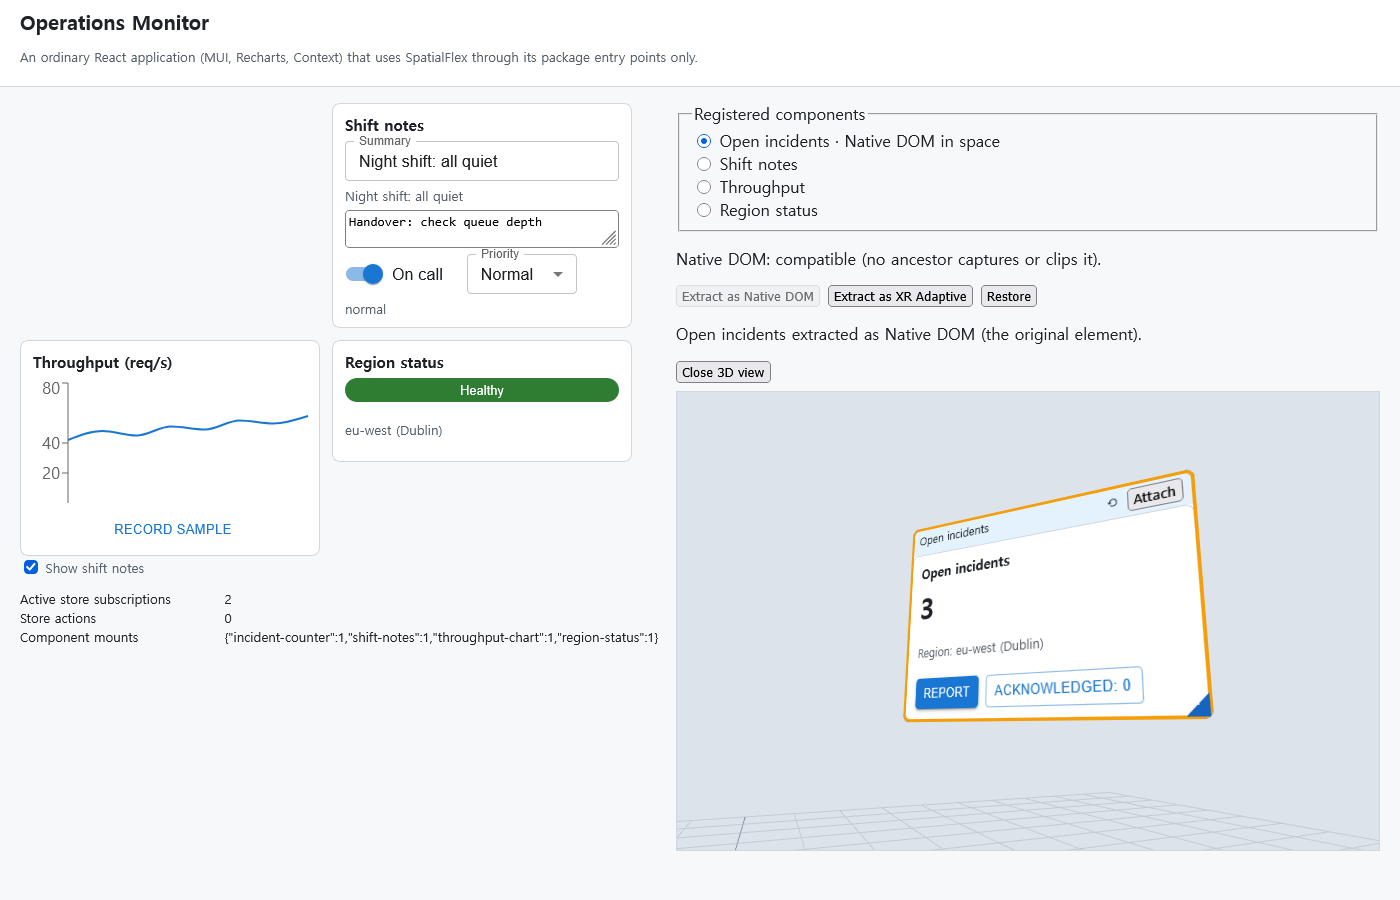 Operations Monitor
An ordinary React application (MUI, Recharts, Context) that uses SpatialFlex through its package entry points only.
Shift notes
Summary
Night shift: all quiet
Night shift: all quiet
Handover: check queue depth
On call
Priority
Normal
normal
Throughput (req/s)
80
40
20
RECORD SAMPLE
Region status
Healthy
eu-west (Dublin)
Show shift notes
Active store subscriptions 2
Store actions 0
Component mounts {"incident-counter":1,"shift-notes":1,"throughput-chart":1,"region-status":1}
Registered components
Open incidents · Native DOM in space
Shift notes
Throughput
Region status
Native DOM: compatible (no ancestor captures or clips it).
Extract as Native DOM Extract as XR Adaptive Restore
Open incidents extracted as Native DOM (the original element).
Close 3D view
Open incidents Attach
Open incidents
3
Region: eu-west (Dublin)
REPORT ACKNOWLEDGED: 0